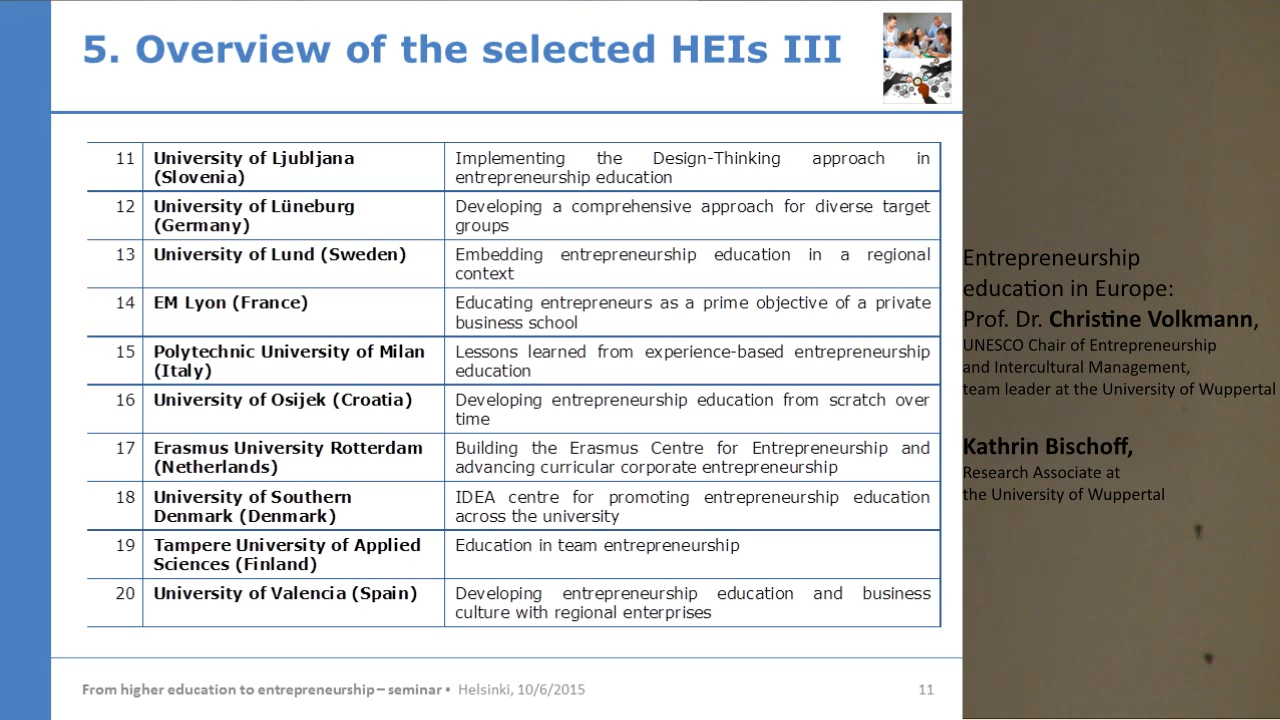 5. Overview of the selected HEIs III
11 University of Ljubljana Implementing the Design-Thinking approach in
(Slovenia) entrepreneurship education
12 University of Lüneburg Developing a comprehensive approach for diverse target
(Germany) groups
13 University of Lund (Sweden) Embedding entrepreneurship education in a regional
context
14 EM Lyon (France) Educating entrepreneurs as a prime objective of a private
business school
15 Polytechnic University of Milan Lessons learned from experience-based entrepreneurship
(Italy) education
16 University of Osijek (Croatia) Developing entrepreneurship education from scratch over
time
17 Erasmus University Rotterdam Building the Erasmus Centre for Entrepreneurship and
(Netherlands) advancing curricular corporate entrepreneurship
18 University of Southern IDEA centre for promoting entrepreneurship education
Denmark (Denmark) across the university
19 Tampere University of Applied Education in team entrepreneurship
Sciences (Finland)
20 University of Valencia (Spain) Developing entrepreneurship education and business
culture with regional enterprises
From higher education to entrepreneurship – seminar • Helsinki, 10/6/2015 11
Entrepreneurship
education in Europe:
Prof. Dr. Christine Volkmann,
UNESCO Chair of Entrepreneurship
and Intercultural Management,
team leader at the University of Wuppertal
Kathrin Bischoff,
Research Associate at
the University of Wuppertal